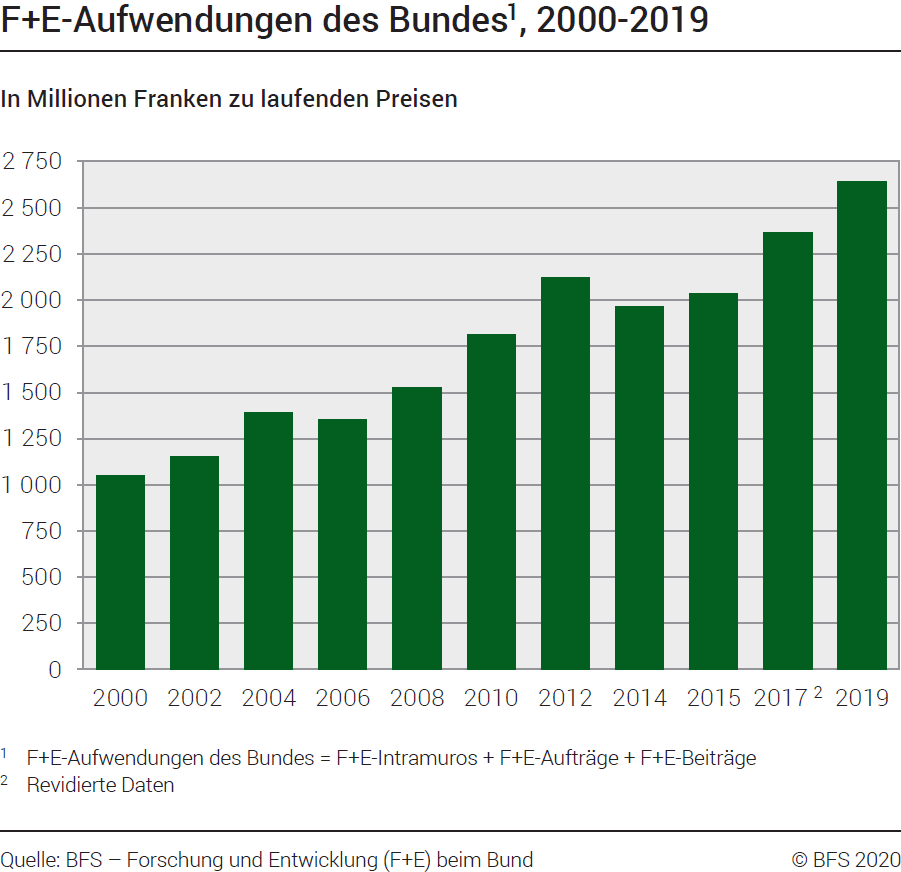 F+E-Aufwendungen des Bundes¹, 2000-2019
In Millionen Franken zu laufenden Preisen
2 750
2 500
2 250
2 000
1 750
1 500
1 250
1 000
750
500
250
0
2000 2002 2004 2006 2008 2010 2012 2014 2015 2017 ² 2019
¹ F+E-Aufwendungen des Bundes = F+E-Intramuros + F+E-Aufträge + F+E-Beiträge
² Revidierte Daten
Quelle: BFS – Forschung und Entwicklung (F+E) beim Bund © BFS 2020